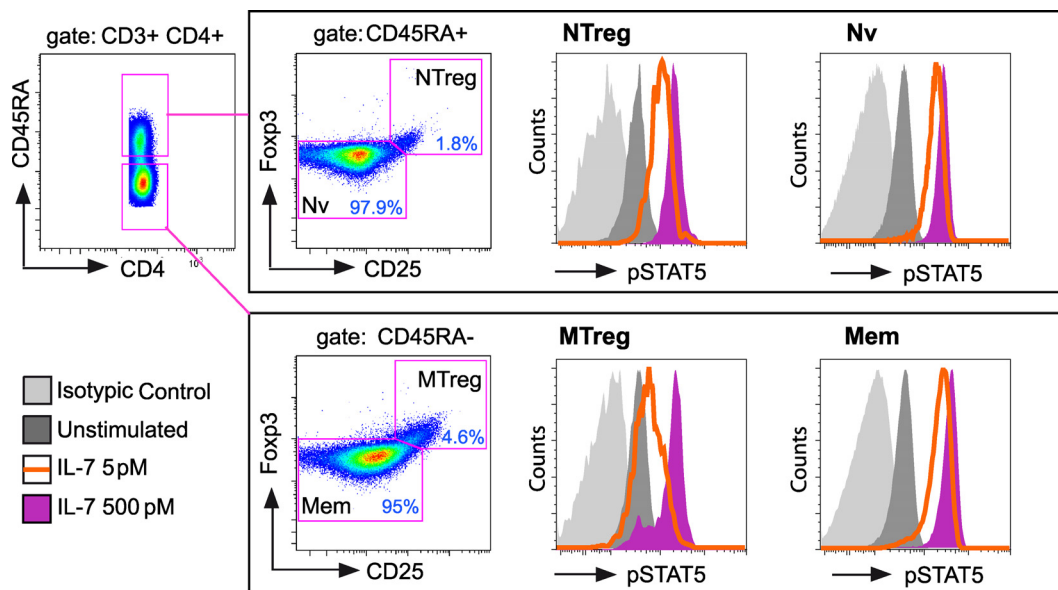 gate: CD3+ CD4+
CD45RA
CD4
10³
gate: CD45RA+
Foxp3
NTreg
1.8%
Nv
97.9%
CD25
NTreg
Counts
pSTAT5
Nv
Counts
pSTAT5
gate: CD45RA-
Foxp3
MTreg
4.6%
Mem
95%
CD25
MTreg
Counts
pSTAT5
Mem
Counts
pSTAT5
Isotypic Control
Unstimulated
IL-7 5 pM
IL-7 500 pM